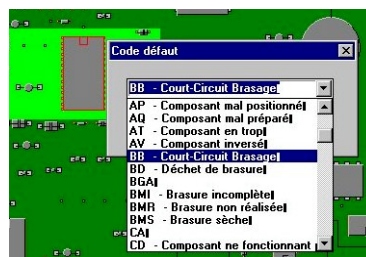 Code défaut
BB - Court-Circuit Brasage
AP - Composant mal positionné
AQ - Composant mal préparé
AT - Composant en trop
AV - Composant inversé
BB - Court-Circuit Brasage
BD - Déchet de brasure
BGA
BMI - Brasure incomplète
BMR - Brasure non réalisée
BMS - Brasure sèche
CA
CD - Composant ne fonctionnant